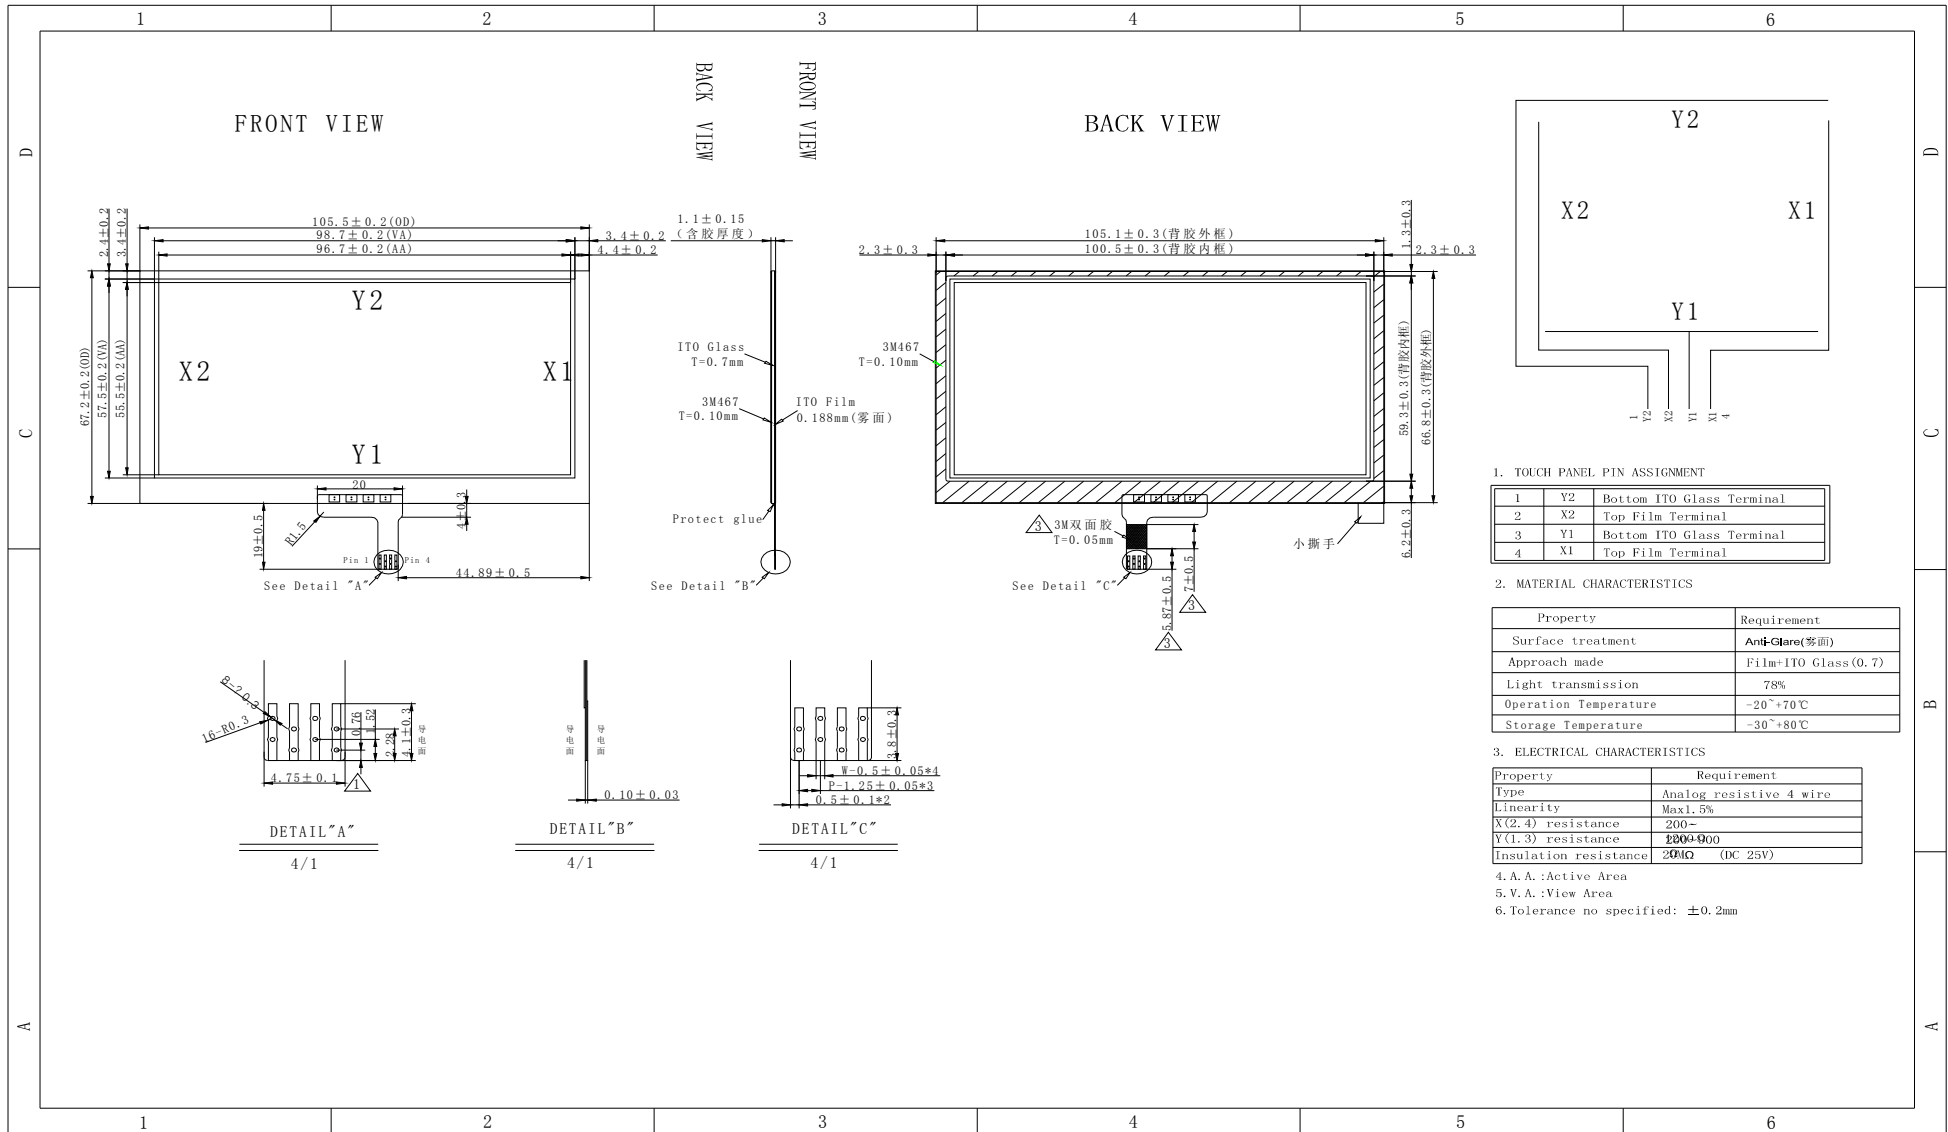 1 2 3 4 5 6
D
C
B
A
D
C
B
A
FRONT VIEW
105.5±0.2(OD)
98.7±0.2(VA)
96.7±0.2(AA)
3.4±0.2
4.4±0.2
2.4±0.2
3.4±0.2
67.2±0.2(OD)
57.5±0.2(VA)
55.5±0.2(AA)
Y2
X2
X1
Y1
20
4±0.3
R1.5
19±0.5
Pin 1
Pin 4
44.89±0.5
See Detail "A"
BACK VIEW
FRONT VIEW
1.1±0.15
(含胶厚度)
ITO Glass
T=0.7mm
3M467
T=0.10mm
ITO Film
0.188mm(雾面)
Protect glue
See Detail "B"
BACK VIEW
105.1±0.3(背胶外框)
100.5±0.3(背胶内框)
2.3±0.3
1.3±0.3
2.3±0.3
3M467
T=0.10mm
59.3±0.3(背胶内框)
66.8±0.3(背胶外框)
6.2±0.3
3
3M双面胶
T=0.05mm
小撕手
See Detail "C"
5.87±0.5
3
7±0.5
3
16-R0.3
0.76
1.52
2.28
4.1±0.3
导电面
4.75±0.1
1
DETAIL"A"
4/1
导电面
导电面
0.10±0.03
DETAIL"B"
4/1
3.8±0.3
W-0.5±0.05*4
P-1.25±0.05*3
0.5±0.1*2
DETAIL"C"
4/1
Y2
X2
X1
Y1
1
Y2
X2
Y1
X1
4
1. TOUCH PANEL PIN ASSIGNMENT
1 Y2 Bottom ITO Glass Terminal
2 X2 Top Film Terminal
3 Y1 Bottom ITO Glass Terminal
4 X1 Top Film Terminal
2. MATERIAL CHARACTERISTICS
Property Requirement
Surface treatment Anti-Glare(雾面)
Approach made Film+ITO Glass(0.7)
Light transmission 78%
Operation Temperature -20~+70℃
Storage Temperature -30~+80℃
3. ELECTRICAL CHARACTERISTICS
Property Requirement
Type Analog resistive 4 wire
Linearity Max1.5%
X(2.4) resistance 200~
Y(1.3) resistance
Insulation resistance (DC 25V)
4.A.A.:Active Area
5.V.A.:View Area
6.Tolerance no specified: ±0.2mm
1 2 3 4 5 6